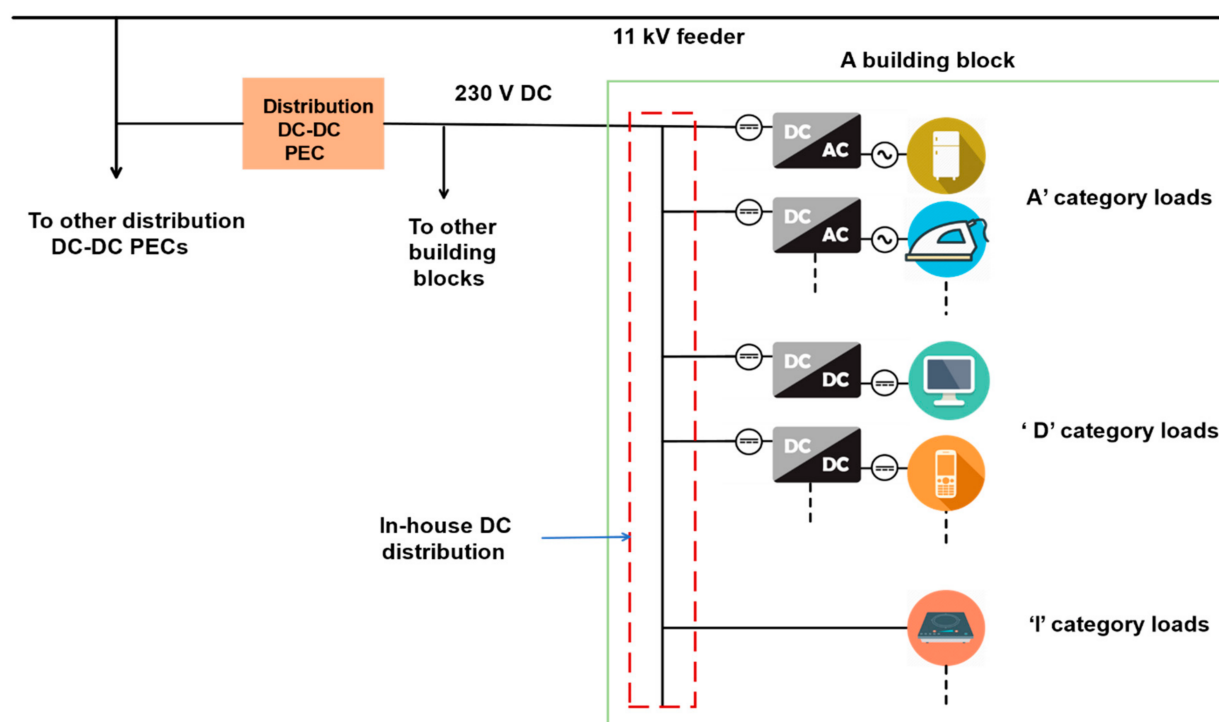 11 kV feeder
A building block
230 V DC
Distribution
DC-DC
PEC
To other distribution
DC-DC PECs
To other
building
blocks
DC
AC
A’ category loads
DC
AC
DC
DC
‘ D’ category loads
DC
DC
In-house DC
distribution
‘I’ category loads